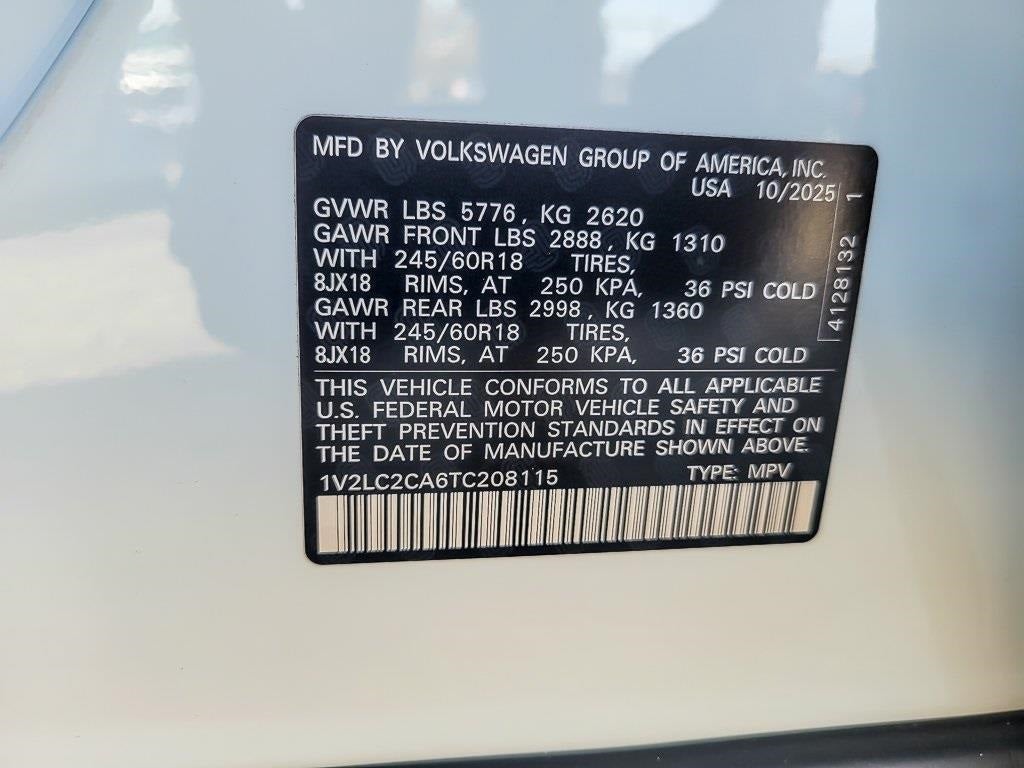 MFD BY VOLKSWAGEN GROUP OF AMERICA, INC.
USA 10/2025
GVWR LBS 5776, KG 2620
GAWR FRONT LBS 2888, KG 1310
WITH 245/60R18 TIRES,
8JX18 RIMS, AT 250 KPA, 36 PSI COLD
GAWR REAR LBS 2998, KG 1360
WITH 245/60R18 TIRES,
8JX18 RIMS, AT 250 KPA, 36 PSI COLD
4128132 1
THIS VEHICLE CONFORMS TO ALL APPLICABLE
U.S. FEDERAL MOTOR VEHICLE SAFETY AND
THEFT PREVENTION STANDARDS IN EFFECT ON
THE DATE OF MANUFACTURE SHOWN ABOVE.
1V2LC2CA6TC208115 TYPE: MPV